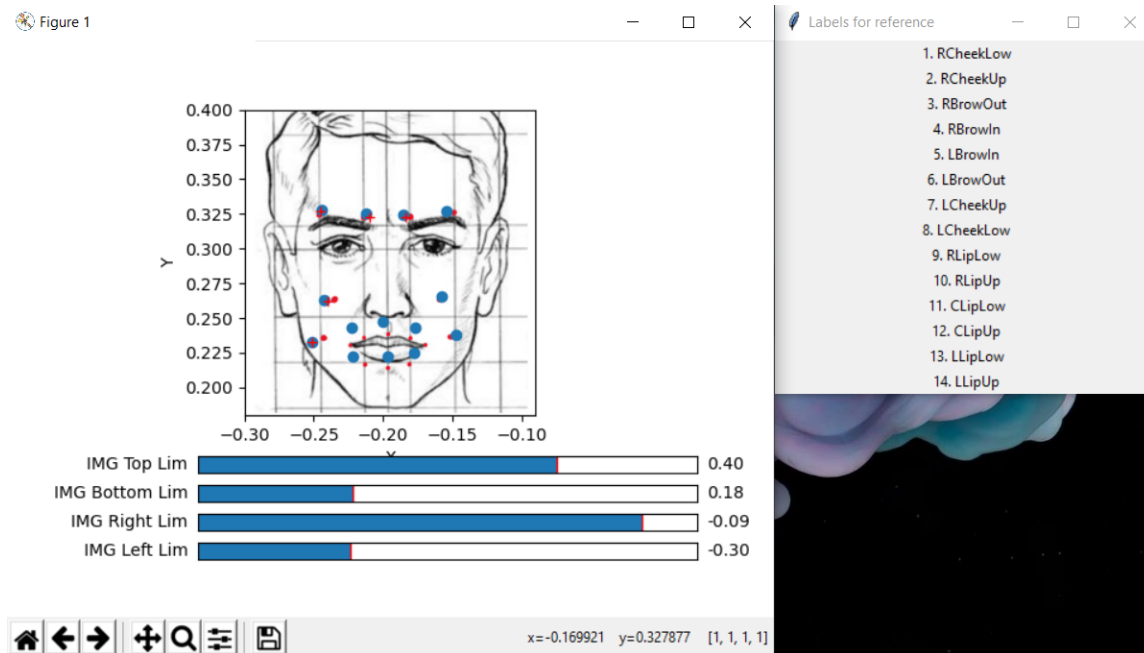 Figure 1
0.400
0.375
0.350
0.325
0.300
0.275
0.250
0.225
0.200
Y
−0.30 −0.25 −0.20 −0.15 −0.10
X
IMG Top Lim 0.40
IMG Bottom Lim 0.18
IMG Right Lim -0.09
IMG Left Lim -0.30
x=-0.169921 y=0.327877 [1, 1, 1, 1]
Labels for reference
1. RCheekLow
2. RCheekUp
3. RBrowOut
4. RBrowIn
5. LBrowIn
6. LBrowOut
7. LCheekUp
8. LCheekLow
9. RLipLow
10. RLipUp
11. CLipLow
12. CLipUp
13. LLipLow
14. LLipUp